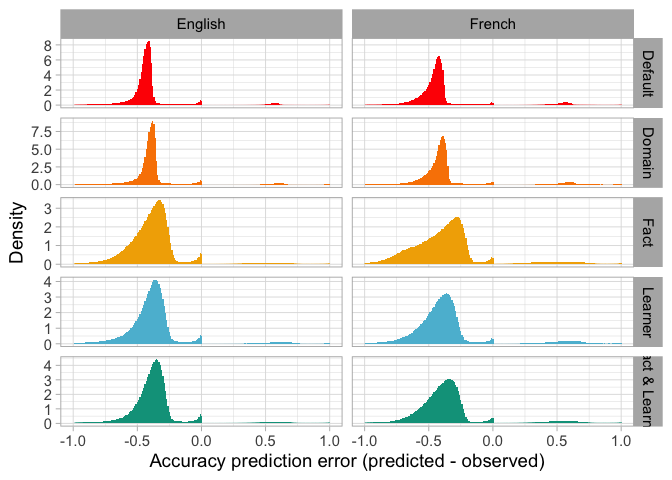 English French
8
6
4
2
0
Default
7.5
5.0
2.5
0.0
Domain
3
2
1
0
Fact
4
3
2
1
0
Learner
4
3
2
1
0
act & Learn
Density
-1.0 -0.5 0.0 0.5 1.0 -1.0 -0.5 0.0 0.5 1.0
Accuracy prediction error (predicted - observed)